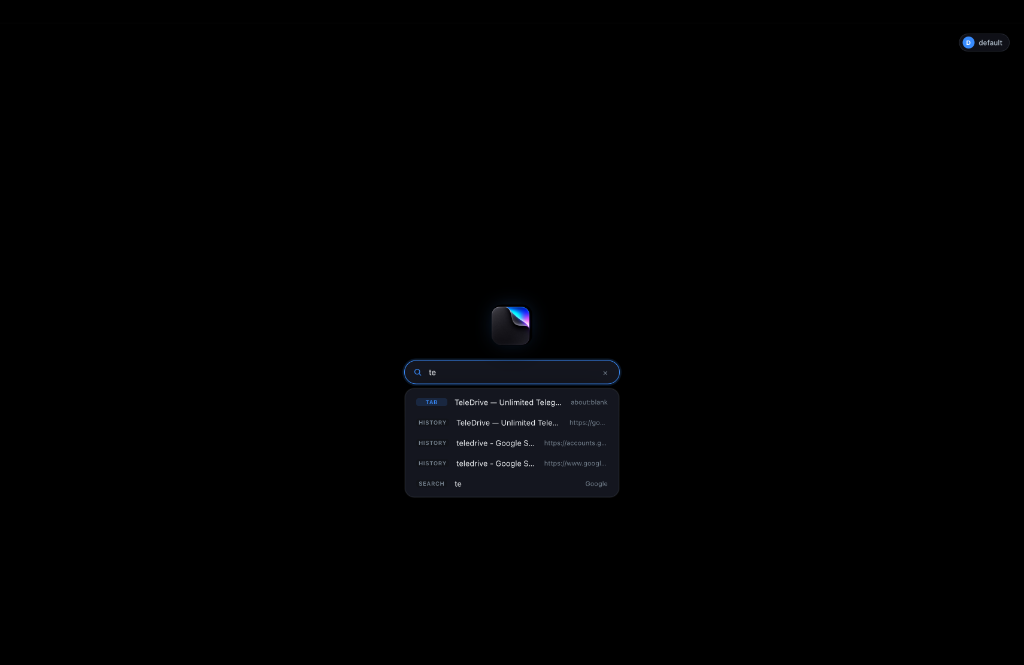 D default
te ×
TAB TeleDrive — Unlimited Teleg... about:blank
HISTORY TeleDrive — Unlimited Tele... https://go...
HISTORY teledrive - Google S... https://accounts.g...
HISTORY teledrive - Google S... https://www.googl...
SEARCH te Google